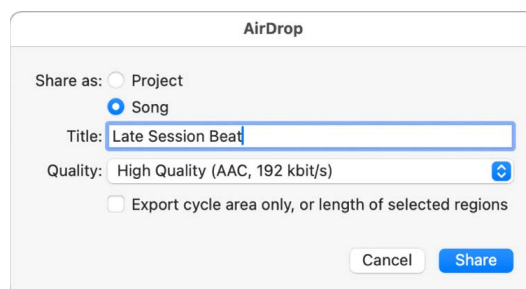 AirDrop
Share as: Project
Song
Title: Late Session Beat
Quality: High Quality (AAC, 192 kbit/s)
Export cycle area only, or length of selected regions
Cancel Share